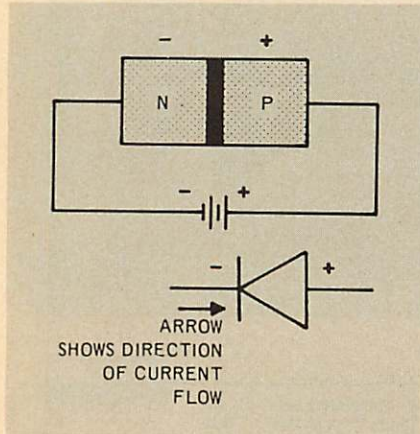 - +
N P
- +
- +
ARROW
SHOWS DIRECTION
OF CURRENT
FLOW